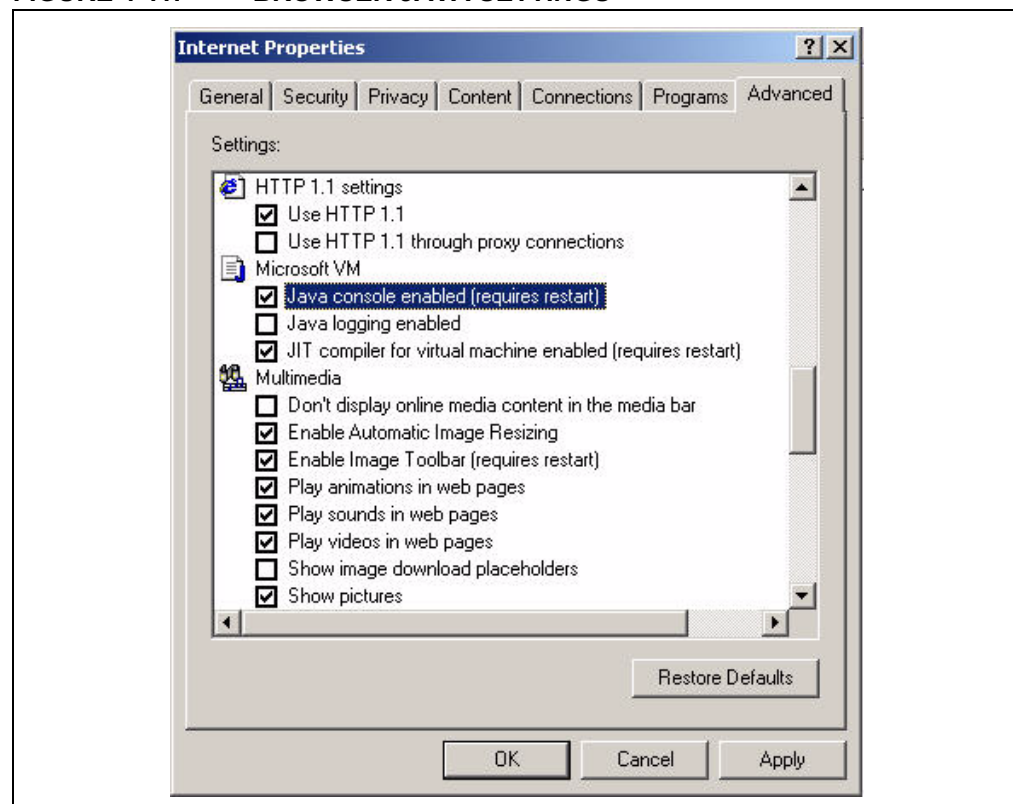 Internet Properties
General Security Privacy Content Connections Programs Advanced
Settings:
HTTP 1.1 settings
Use HTTP 1.1
Use HTTP 1.1 through proxy connections
Microsoft VM
Java console enabled (requires restart)
Java logging enabled
JIT compiler for virtual machine enabled (requires restart)
Multimedia
Don't display online media content in the media bar
Enable Automatic Image Resizing
Enable Image Toolbar (requires restart)
Play animations in web pages
Play sounds in web pages
Play videos in web pages
Show image download placeholders
Show pictures
Restore Defaults
OK Cancel Apply